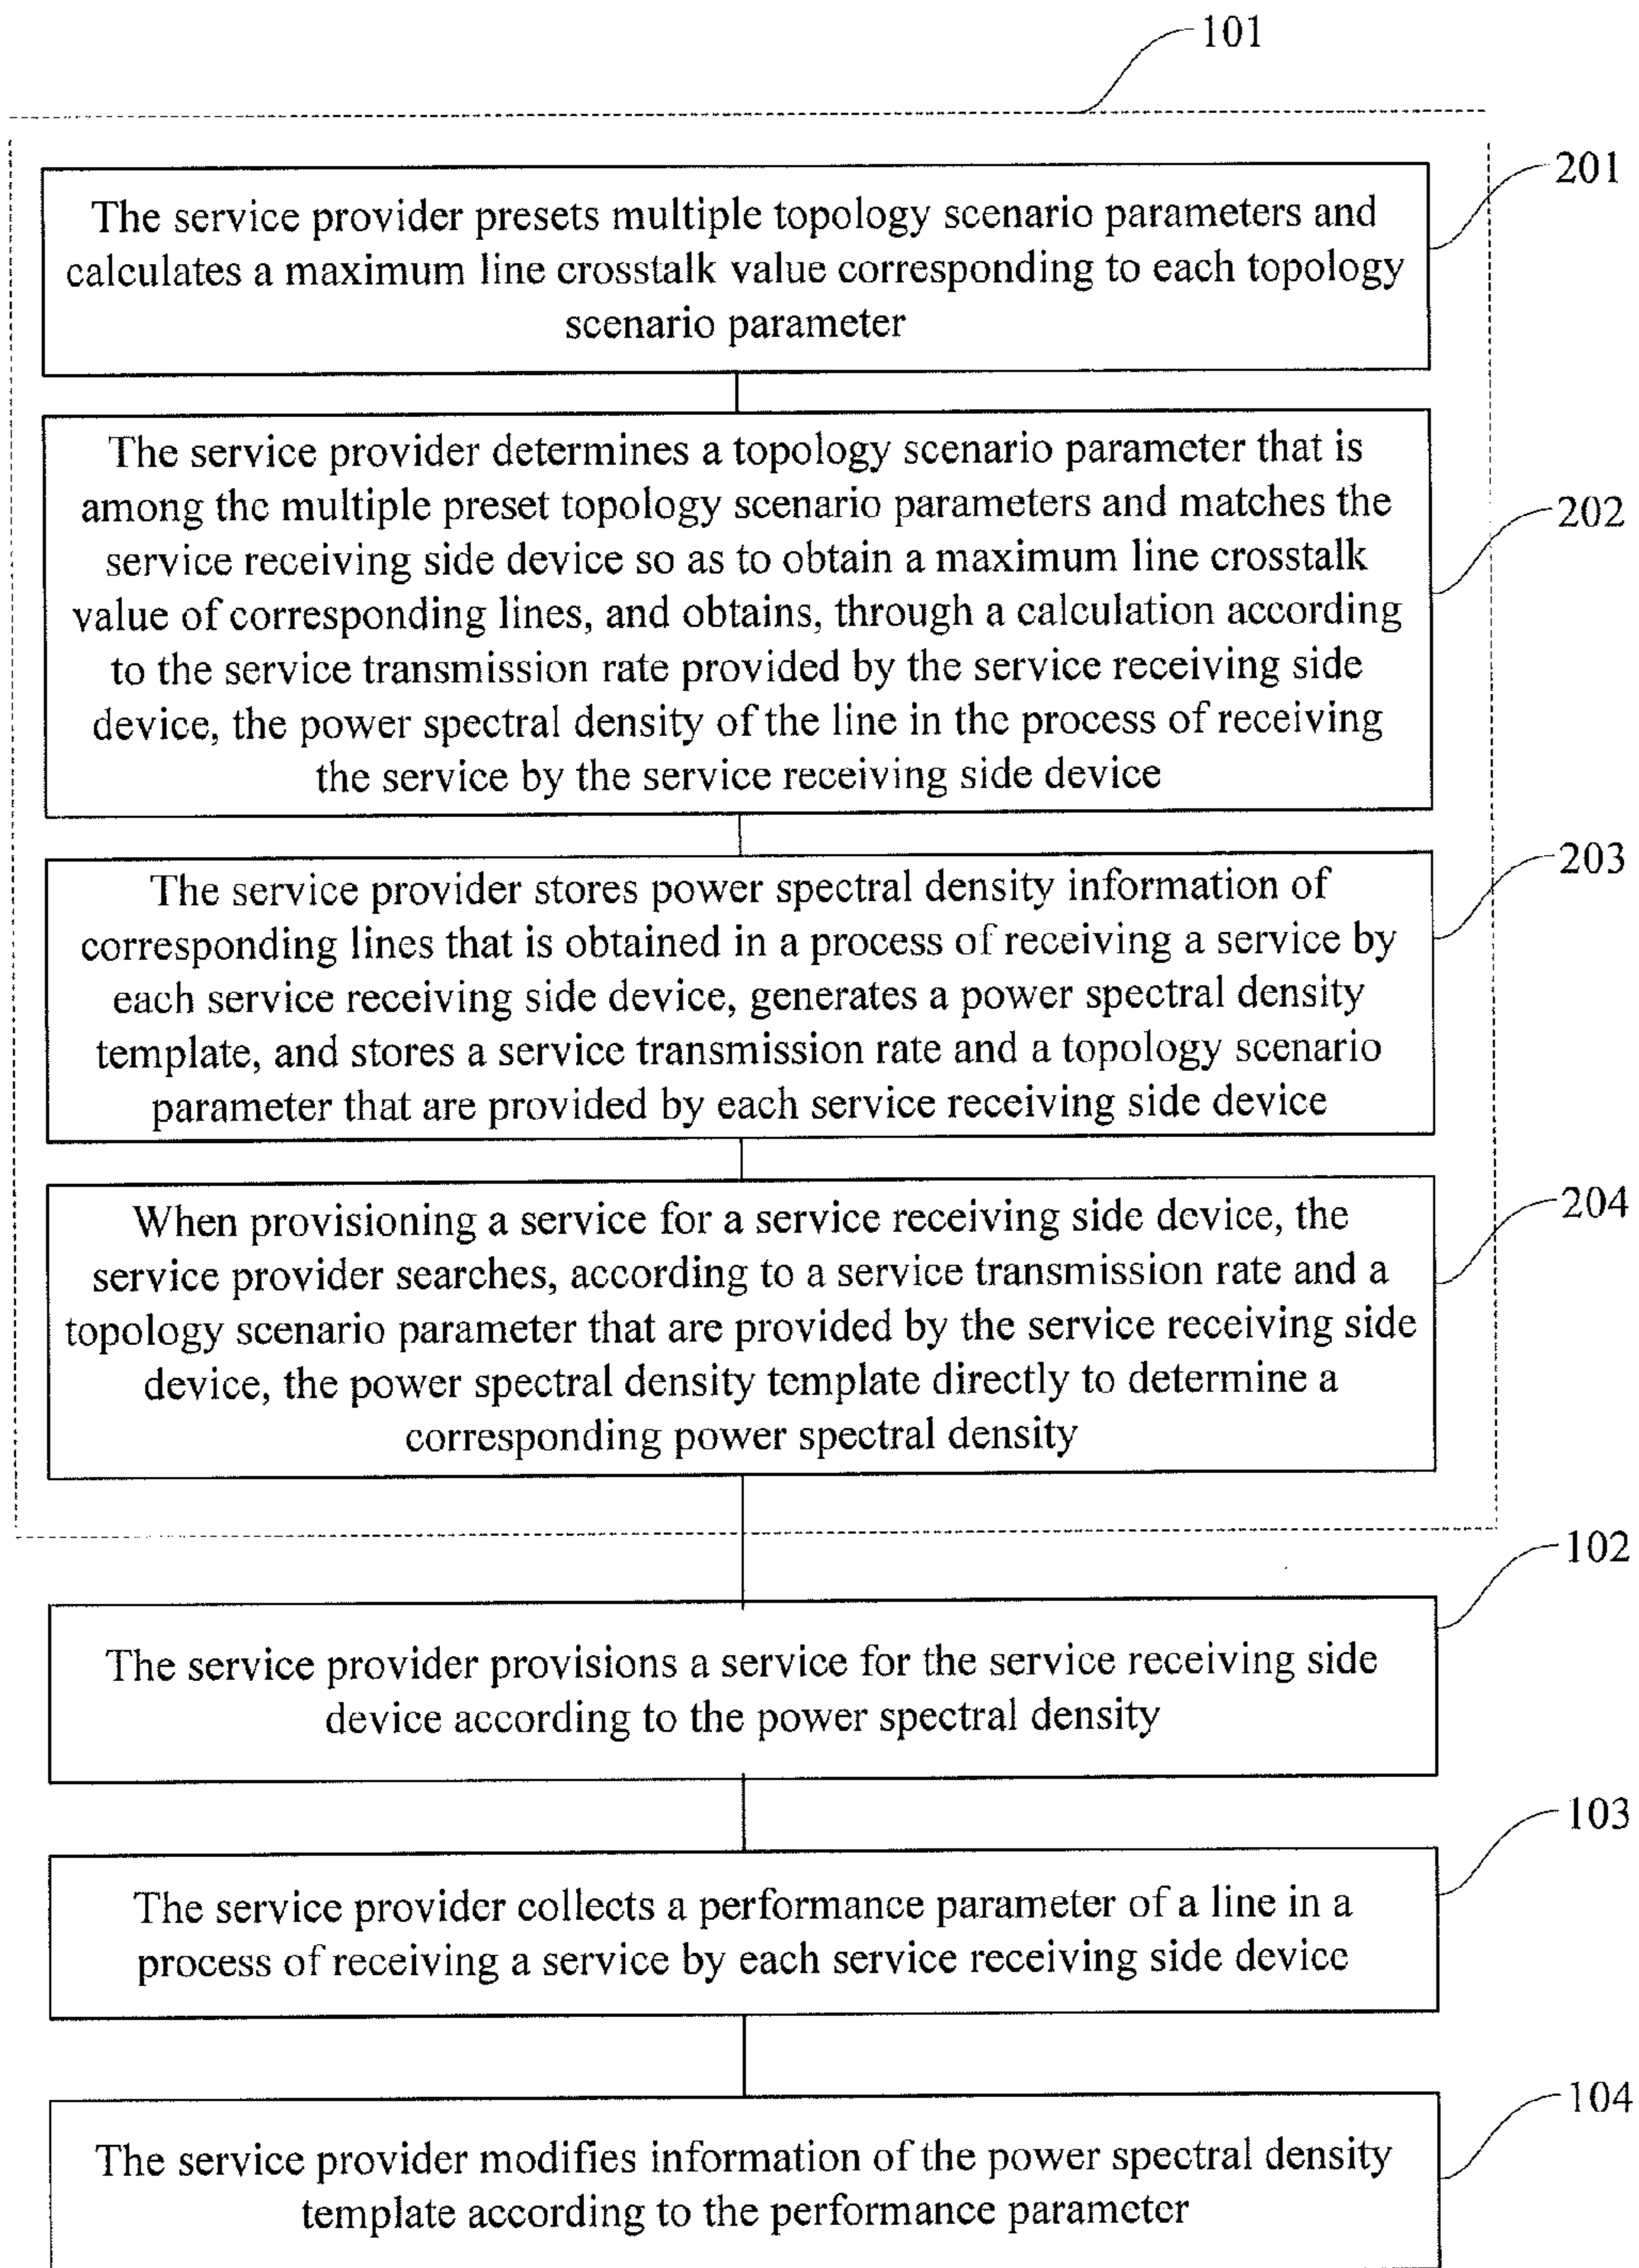 101
201
The service provider presets multiple topology scenario parameters and
calculates a maximum line crosstalk value corresponding to each topology
scenario parameter
202
The service provider determines a topology scenario parameter that is
among the multiple preset topology scenario parameters and matches the
service receiving side device so as to obtain a maximum line crosstalk
value of corresponding lines, and obtains, through a calculation according
to the service transmission rate provided by the service receiving side
device, the power spectral density of the line in the process of receiving
the service by the service receiving side device
203
The service provider stores power spectral density information of
corresponding lines that is obtained in a process of receiving a service by
each service receiving side device, generates a power spectral density
template, and stores a service transmission rate and a topology scenario
parameter that are provided by each service receiving side device
204
When provisioning a service for a service receiving side device, the
service provider searches, according to a service transmission rate and a
topology scenario parameter that are provided by the service receiving side
device, the power spectral density template directly to determine a
corresponding power spectral density
102
The service provider provisions a service for the service receiving side
device according to the power spectral density
103
The service provider collects a performance parameter of a line in a
process of receiving a service by each service receiving side device
104
The service provider modifies information of the power spectral density
template according to the performance parameter